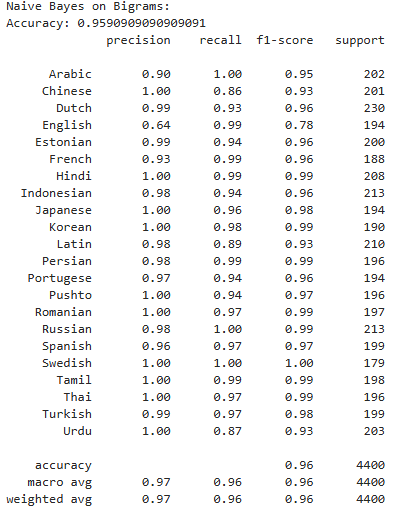 Naive Bayes on Bigrams:
Accuracy: 0.9590909090909091
precision recall f1-score support
Arabic 0.90 1.00 0.95 202
Chinese 1.00 0.86 0.93 201
Dutch 0.99 0.93 0.96 230
English 0.64 0.99 0.78 194
Estonian 0.99 0.94 0.96 200
French 0.93 0.99 0.96 188
Hindi 1.00 0.99 0.99 208
Indonesian 0.98 0.94 0.96 213
Japanese 1.00 0.96 0.98 194
Korean 1.00 0.98 0.99 190
Latin 0.98 0.89 0.93 210
Persian 0.98 0.99 0.99 196
Portugese 0.97 0.94 0.96 194
Pushto 1.00 0.94 0.97 196
Romanian 1.00 0.97 0.99 197
Russian 0.98 1.00 0.99 213
Spanish 0.96 0.97 0.97 199
Swedish 1.00 1.00 1.00 179
Tamil 1.00 0.99 0.99 198
Thai 1.00 0.97 0.99 196
Turkish 0.99 0.97 0.98 199
Urdu 1.00 0.87 0.93 203
accuracy 0.96 4400
macro avg 0.97 0.96 0.96 4400
weighted avg 0.97 0.96 0.96 4400